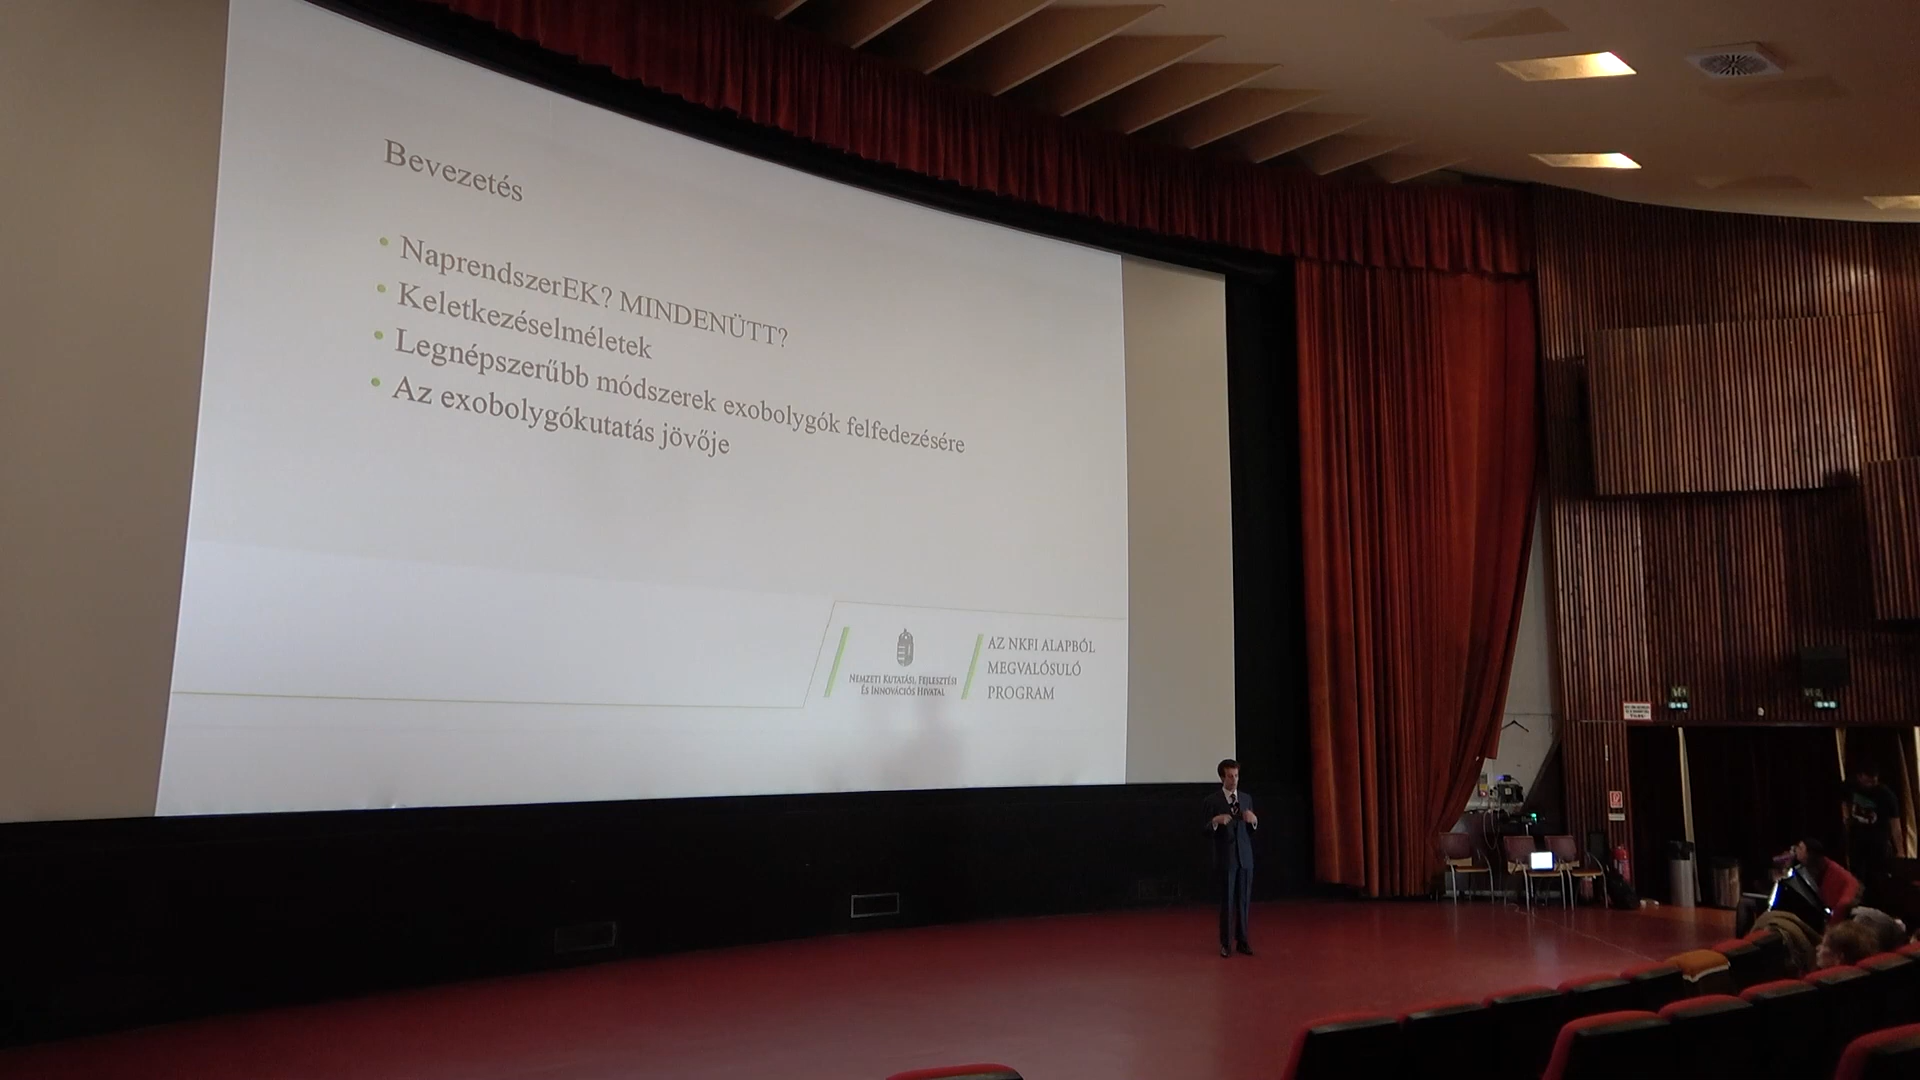 Bevezetés
NaprendszerEK? MINDENÜTT?
Keletkezéselméletek
Legnépszerűbb módszerek exobolygók felfedezésére
Az exobolygókutatás jövője
NEMZETI KUTATÁSI, FEJLESZTÉSI
ÉS INNOVÁCIÓS HIVATAL
AZ NKFI ALAPBÓL
MEGVALÓSULÓ
PROGRAM